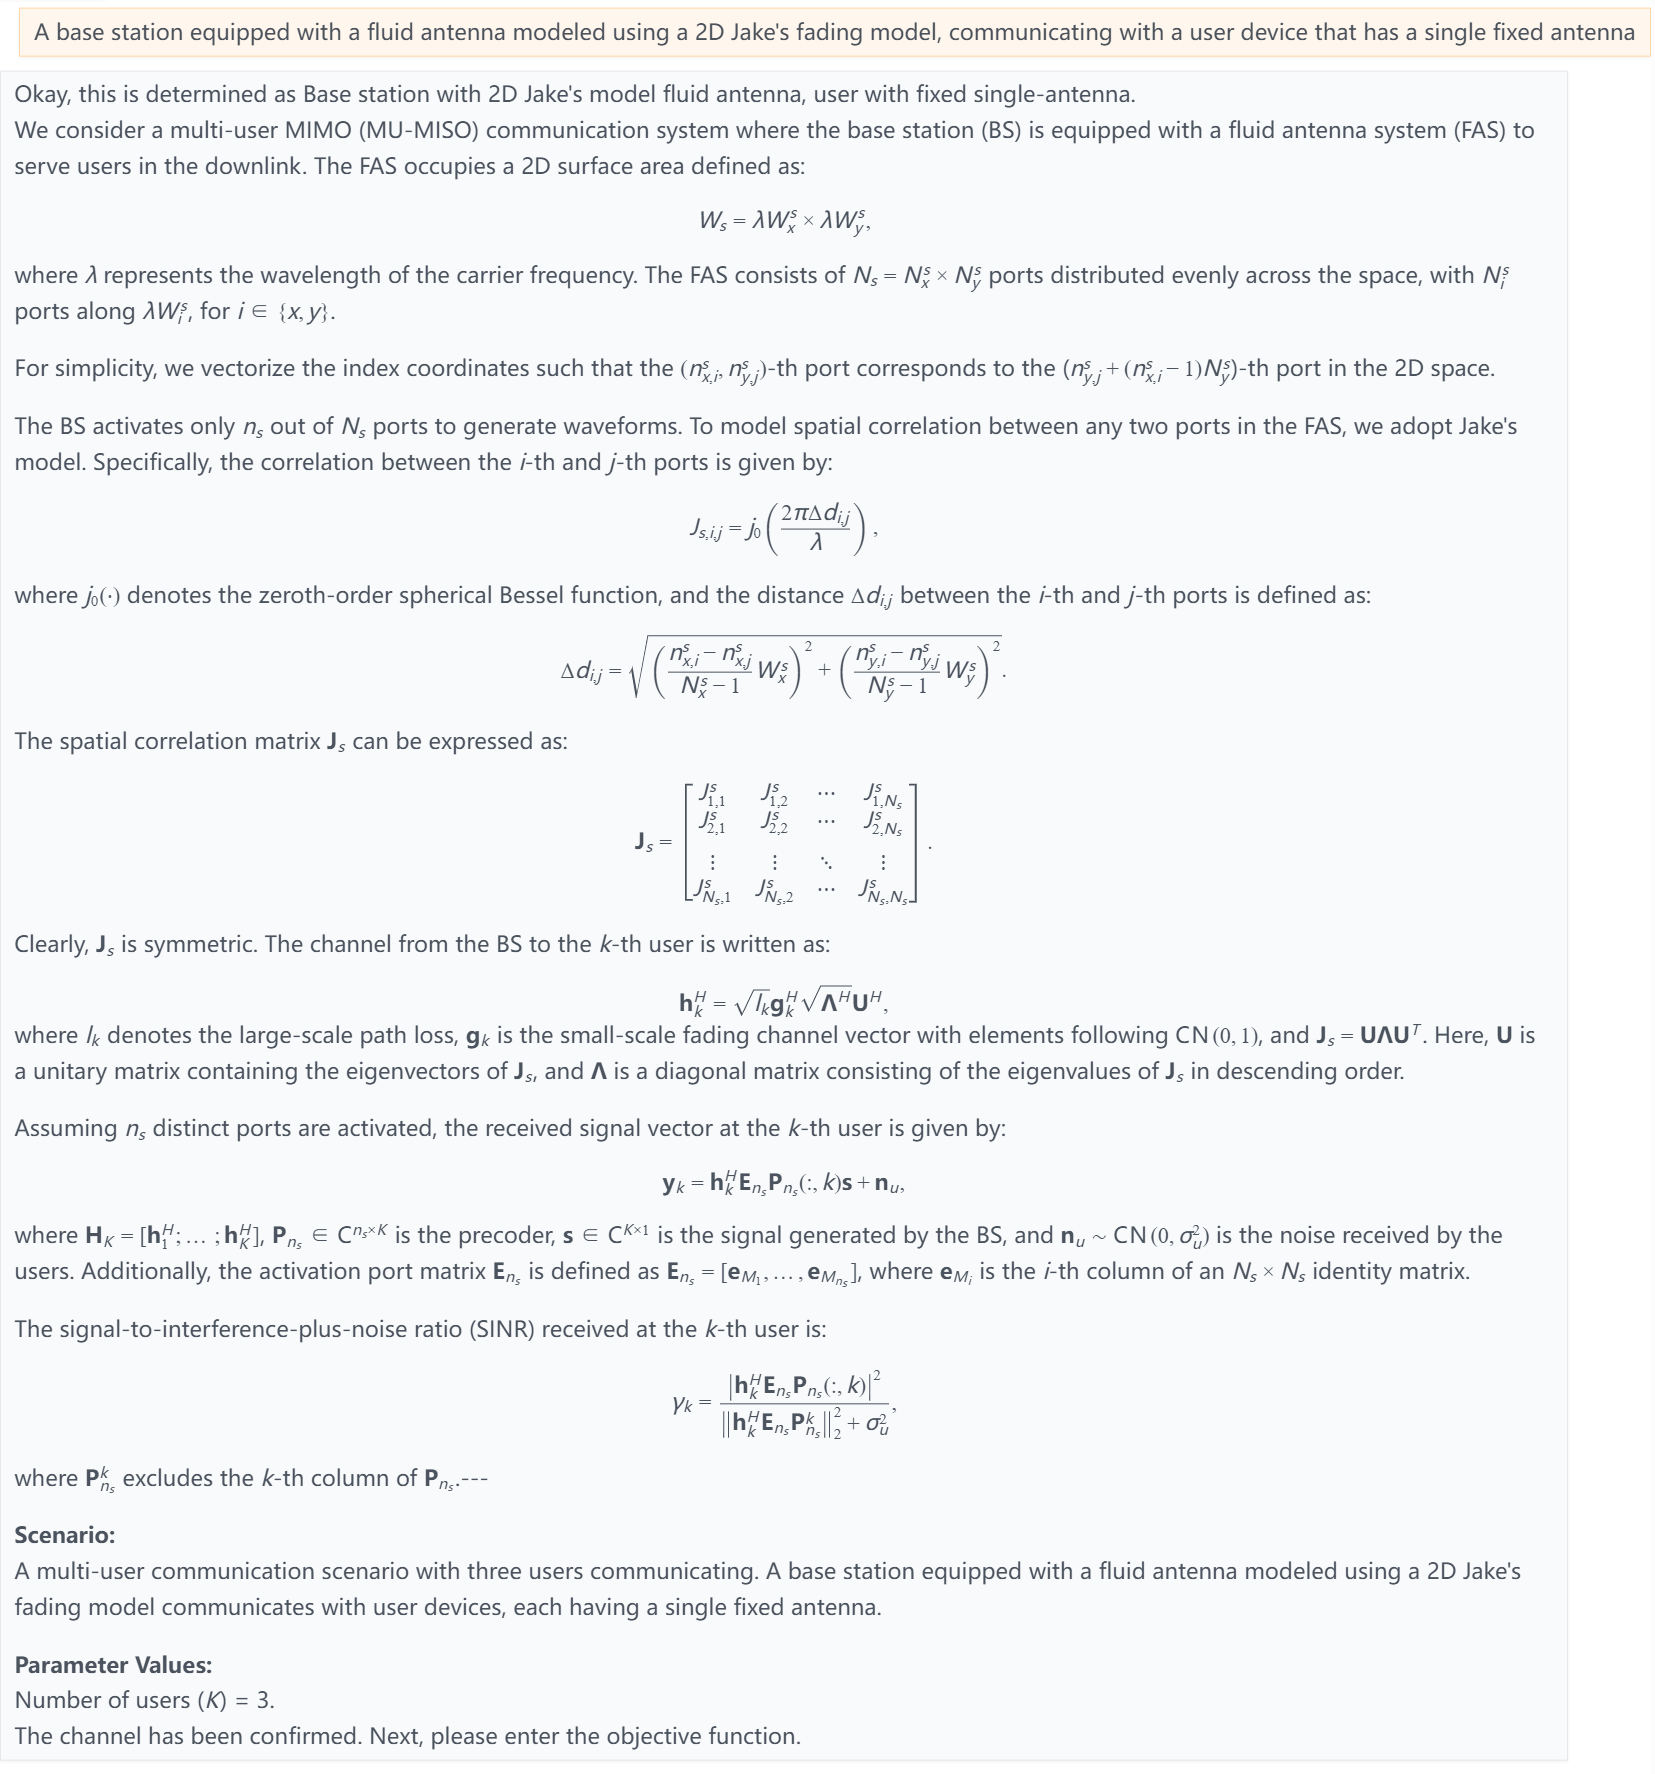 A base station equipped with a fluid antenna modeled using a 2D Jake's fading model, communicating with a user device that has a single fixed antenna
Okay, this is determined as Base station with 2D Jake's model fluid antenna, user with fixed single-antenna.
We consider a multi-user MIMO (MU-MISO) communication system where the base station (BS) is equipped with a fluid antenna system (FAS) to
serve users in the downlink. The FAS occupies a 2D surface area defined as:
$W_s = \lambda W_x^s \times \lambda W_y^s,$
where $\lambda$ represents the wavelength of the carrier frequency. The FAS consists of $N_s = N_x^s \times N_y^s$ ports distributed evenly across the space, with $N_i^s$
ports along $\lambda W_i^s$, for $i \in \{x, y\}$.
For simplicity, we vectorize the index coordinates such that the $(n_{x,i}^s, n_{y,j}^s)$-th port corresponds to the $(n_{y,j}^s + (n_{x,i}^s - 1)N_y^s)$-th port in the 2D space.
The BS activates only $n_s$ out of $N_s$ ports to generate waveforms. To model spatial correlation between any two ports in the FAS, we adopt Jake's
model. Specifically, the correlation between the $i$-th and $j$-th ports is given by:
$J_{s,i,j} = j_0\left(\frac{2\pi\Delta d_{i,j}}{\lambda}\right),$
where $j_0(\cdot)$ denotes the zeroth-order spherical Bessel function, and the distance $\Delta d_{i,j}$ between the $i$-th and $j$-th ports is defined as:
$\Delta d_{i,j} = \sqrt{\left(\frac{n_{x,i}^s - n_{x,j}^s}{N_x^s - 1} W_x^s\right)^2 + \left(\frac{n_{y,i}^s - n_{y,j}^s}{N_y^s - 1} W_y^s\right)^2}.$
The spatial correlation matrix $\mathbf{J}_s$ can be expressed as:
$\mathbf{J}_s = \begin{bmatrix} J_{1,1}^s & J_{1,2}^s & \cdots & J_{1,N_s}^s \\ J_{2,1}^s & J_{2,2}^s & \cdots & J_{2,N_s}^s \\ \vdots & \vdots & \ddots & \vdots \\ J_{N_s,1}^s & J_{N_s,2}^s & \cdots & J_{N_s,N_s}^s \end{bmatrix}.$
Clearly, $\mathbf{J}_s$ is symmetric. The channel from the BS to the $k$-th user is written as:
$\mathbf{h}_k^H = \sqrt{l_k}\mathbf{g}_k^H\sqrt{\mathbf{\Lambda}^H}\mathbf{U}^H,$
where $l_k$ denotes the large-scale path loss, $\mathbf{g}_k$ is the small-scale fading channel vector with elements following CN$(0, 1)$, and $\mathbf{J}_s = \mathbf{U\Lambda U}^T$. Here, $\mathbf{U}$ is
a unitary matrix containing the eigenvectors of $\mathbf{J}_s$, and $\mathbf{\Lambda}$ is a diagonal matrix consisting of the eigenvalues of $\mathbf{J}_s$ in descending order.
Assuming $n_s$ distinct ports are activated, the received signal vector at the $k$-th user is given by:
$\mathbf{y}_k = \mathbf{h}_k^H\mathbf{E}_{n_s}\mathbf{P}_{n_s}(:, k)\mathbf{s} + \mathbf{n}_u,$
where $\mathbf{H}_K = [\mathbf{h}_1^H; \ldots; \mathbf{h}_K^H]$, $\mathbf{P}_{n_s} \in C^{n_s \times K}$ is the precoder, $\mathbf{s} \in C^{K \times 1}$ is the signal generated by the BS, and $\mathbf{n}_u \sim$ CN$(0, \sigma_u^2)$ is the noise received by the
users. Additionally, the activation port matrix $\mathbf{E}_{n_s}$ is defined as $\mathbf{E}_{n_s} = [\mathbf{e}_{M_1}, \ldots, \mathbf{e}_{M_{n_s}}]$, where $\mathbf{e}_{M_i}$ is the $i$-th column of an $N_s \times N_s$ identity matrix.
The signal-to-interference-plus-noise ratio (SINR) received at the $k$-th user is:
$\gamma_k = \frac{\left|\mathbf{h}_k^H\mathbf{E}_{n_s}\mathbf{P}_{n_s}(:, k)\right|^2}{\left\|\mathbf{h}_k^H\mathbf{E}_{n_s}\mathbf{P}_{n_s}^k\right\|_2^2 + \sigma_u^2},$
where $\mathbf{P}_{n_s}^k$ excludes the $k$-th column of $\mathbf{P}_{n_s}$.---
Scenario:
A multi-user communication scenario with three users communicating. A base station equipped with a fluid antenna modeled using a 2D Jake's
fading model communicates with user devices, each having a single fixed antenna.
Parameter Values:
Number of users ($K$) = 3.
The channel has been confirmed. Next, please enter the objective function.